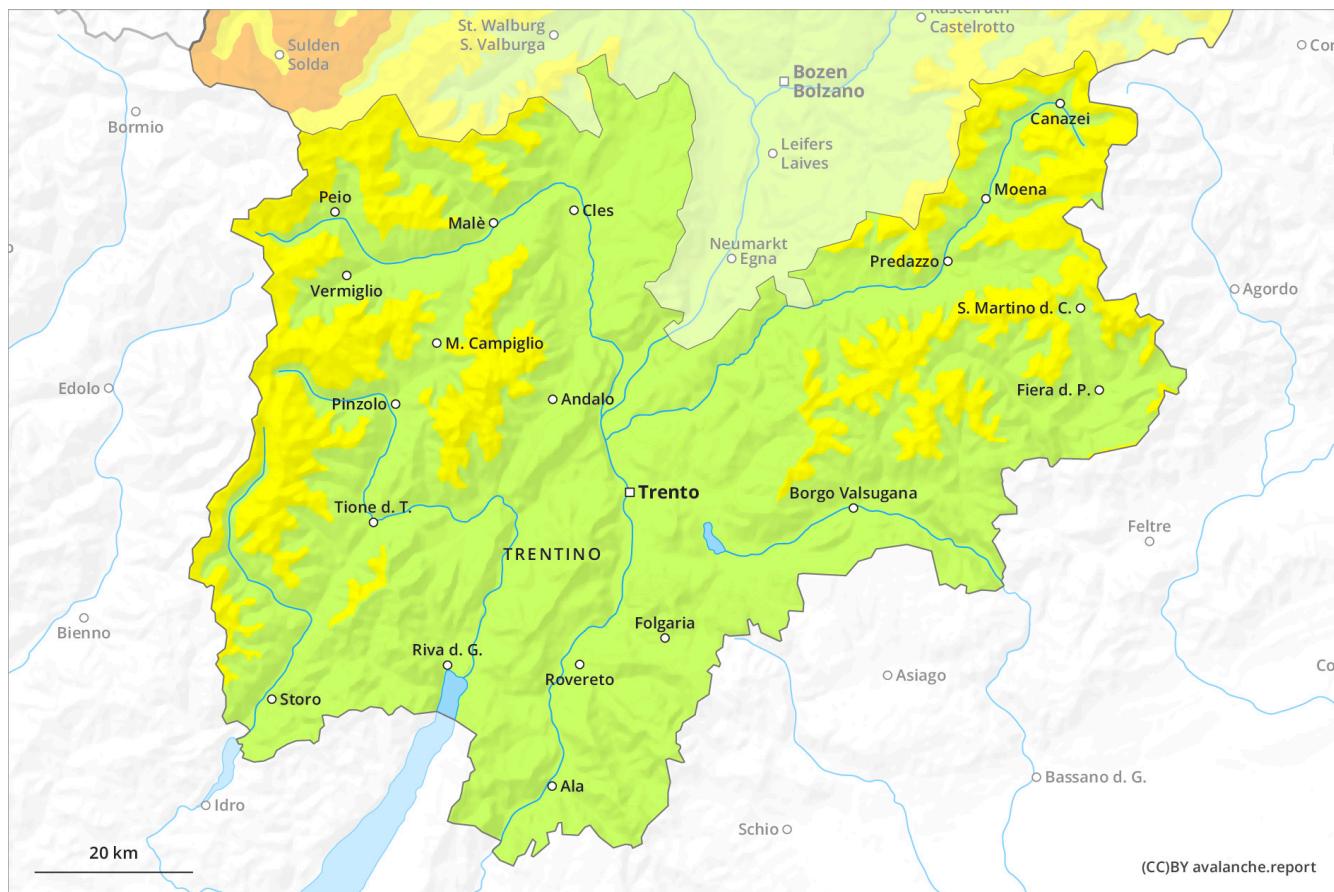 Kastelruth
Castelrotto
St. Walburg
S. Valburga
Sulden
Solda
Cor
Bozen
Bolzano
Bormio
Canazei
Leifers
Laives
Peio
Moena
Malè
Cles
Neumarkt
Egna
Predazzo
Vermiglio
Agordo
S. Martino d. C.
M. Campiglio
Edolo
Pinzolo
Andalo
Fiera d. P.
Trento
Borgo Valsugana
Tione d. T.
Feltre
TRENTINO
Bienno
Folgaria
Riva d. G.
Co
Rovereto
Asiago
Storo
Bassano d. G.
Ala
Idro
Schio
20 km
(CC)BY avalanche.report